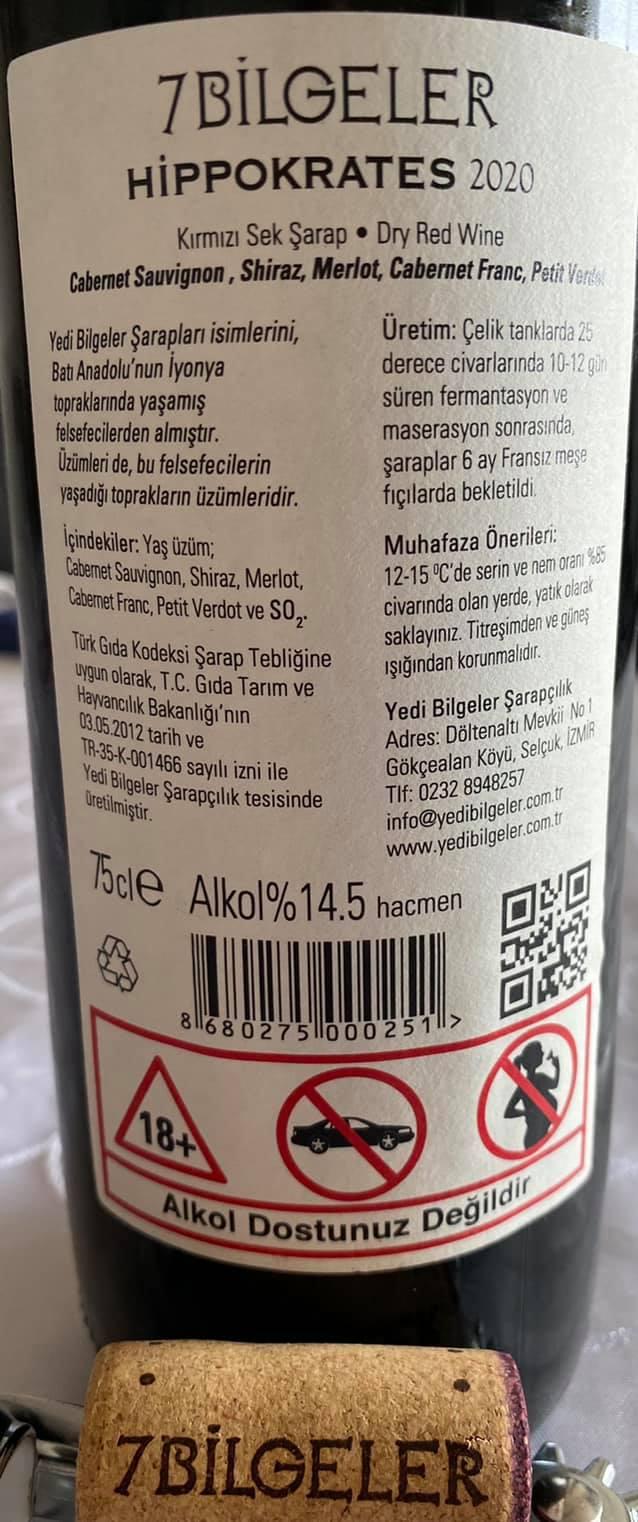 7BİLGELER
HİPPOKRATES 2020
Kırmızı Sek Şarap • Dry Red Wine
Cabernet Sauvignon , Shiraz, Merlot, Cabernet Franc, Petit Verdot
Yedi Bilgeler Şarapları isimlerini,
Batı Anadolu'nun İyonya
topraklarında yaşamış
felsefecilerden almıştır.
Üzümleri de, bu felsefecilerin
yaşadığı toprakların üzümleridir.
İçindekiler: Yaş üzüm;
Cabernet Sauvignon, Shiraz, Merlot,
Cabernet Franc, Petit Verdot ve SO₂.
Türk Gıda Kodeksi Şarap Tebliğine
uygun olarak, T.C. Gıda Tarım ve
Hayvancılık Bakanlığı'nın
03.05.2012 tarih ve
TR-35-K-001466 sayılı izni ile
Yedi Bilgeler Şarapçılık tesisinde
üretilmiştir.
Üretim: Çelik tanklarda 25
derece civarlarında 10-12 gün
süren fermantasyon ve
maserasyon sonrasında,
şaraplar 6 ay Fransız meşe
fıçılarda bekletildi.
Muhafaza Önerileri:
12-15 ºC'de serin ve nem oranı %85
civarında olan yerde, yatık olarak
saklayınız. Titreşimden ve güneş
ışığından korunmalıdır.
Yedi Bilgeler Şarapçılık
Adres: Döltenaltı Mevkii No 1
Gökçealan Köyü, Selçuk, İZMİR
Tlf: 0232 8948257
info@yedibilgeler.com.tr
www.yedibilgeler.com.tr
75cl e Alkol%14.5 hacmen
8 680275 000251 >
18+
Alkol Dostunuz Değildir
7BİLGELER